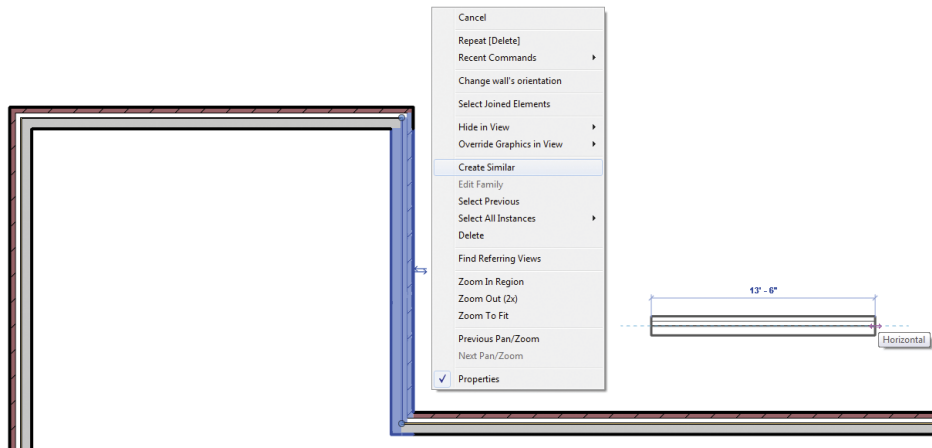 Cancel
Repeat [Delete]
Recent Commands
Change wall's orientation
Select Joined Elements
Hide in View
Override Graphics in View
Create Similar
Edit Family
Select Previous
Select All Instances
Delete
Find Referring Views
Zoom In Region
Zoom Out (2x)
Zoom To Fit
Previous Pan/Zoom
Next Pan/Zoom
Properties
13' - 6"
Horizontal